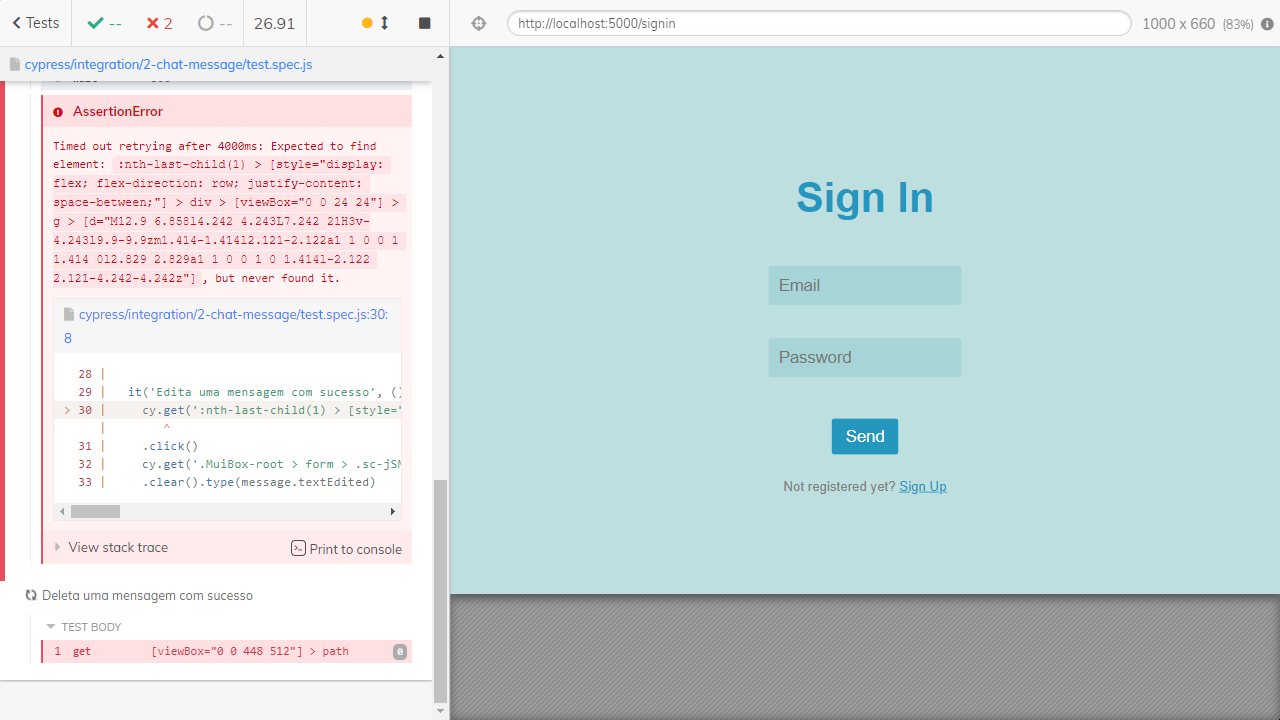 Tests
--
2
--
26.91
http://localhost:5000/signin
1000 x 660 (83%)
cypress/integration/2-chat-message/test.spec.js
AssertionError
Timed out retrying after 4000ms: Expected to find
element: :nth-last-child(1) > [style="display:
flex; flex-direction: row; justify-content:
space-between;"] > div > [viewBox="0 0 24 24"] >
g > [d="M12.9 6.858l4.242 4.243L7.242 21H3v-
4.243l9.9-9.9zm1.414-1.414l2.121-2.122a1 1 0 0 1
1.414 0l2.829 2.829a1 1 0 0 1 0 1.414l-2.122
2.121-4.242-4.242z"] , but never found it.
cypress/integration/2-chat-message/test.spec.js:30:
8
28 |
29 | it('Edita uma mensagem com sucesso', ()
> 30 | cy.get(':nth-last-child(1) > [style="
| ^
31 | .click()
32 | cy.get('.MuiBox-root > form > .sc-jSM
33 | .clear().type(message.textEdited)
View stack trace
Print to console
Deleta uma mensagem com sucesso
TEST BODY
1 get [viewBox="0 0 448 512"] > path 0
Sign In
Email
Password
Send
Not registered yet? Sign Up